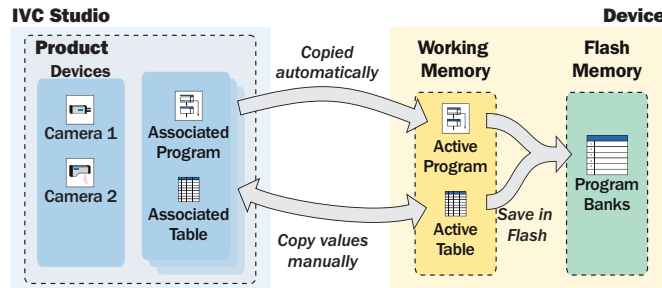 IVC Studio
Product
Devices
Camera 1
Camera 2
Associated
Program
Associated
Table
Copied
automatically
Copy values
manually
Device
Working
Memory
Active
Program
Active
Table
Save in
Flash
Flash
Memory
Program
Banks